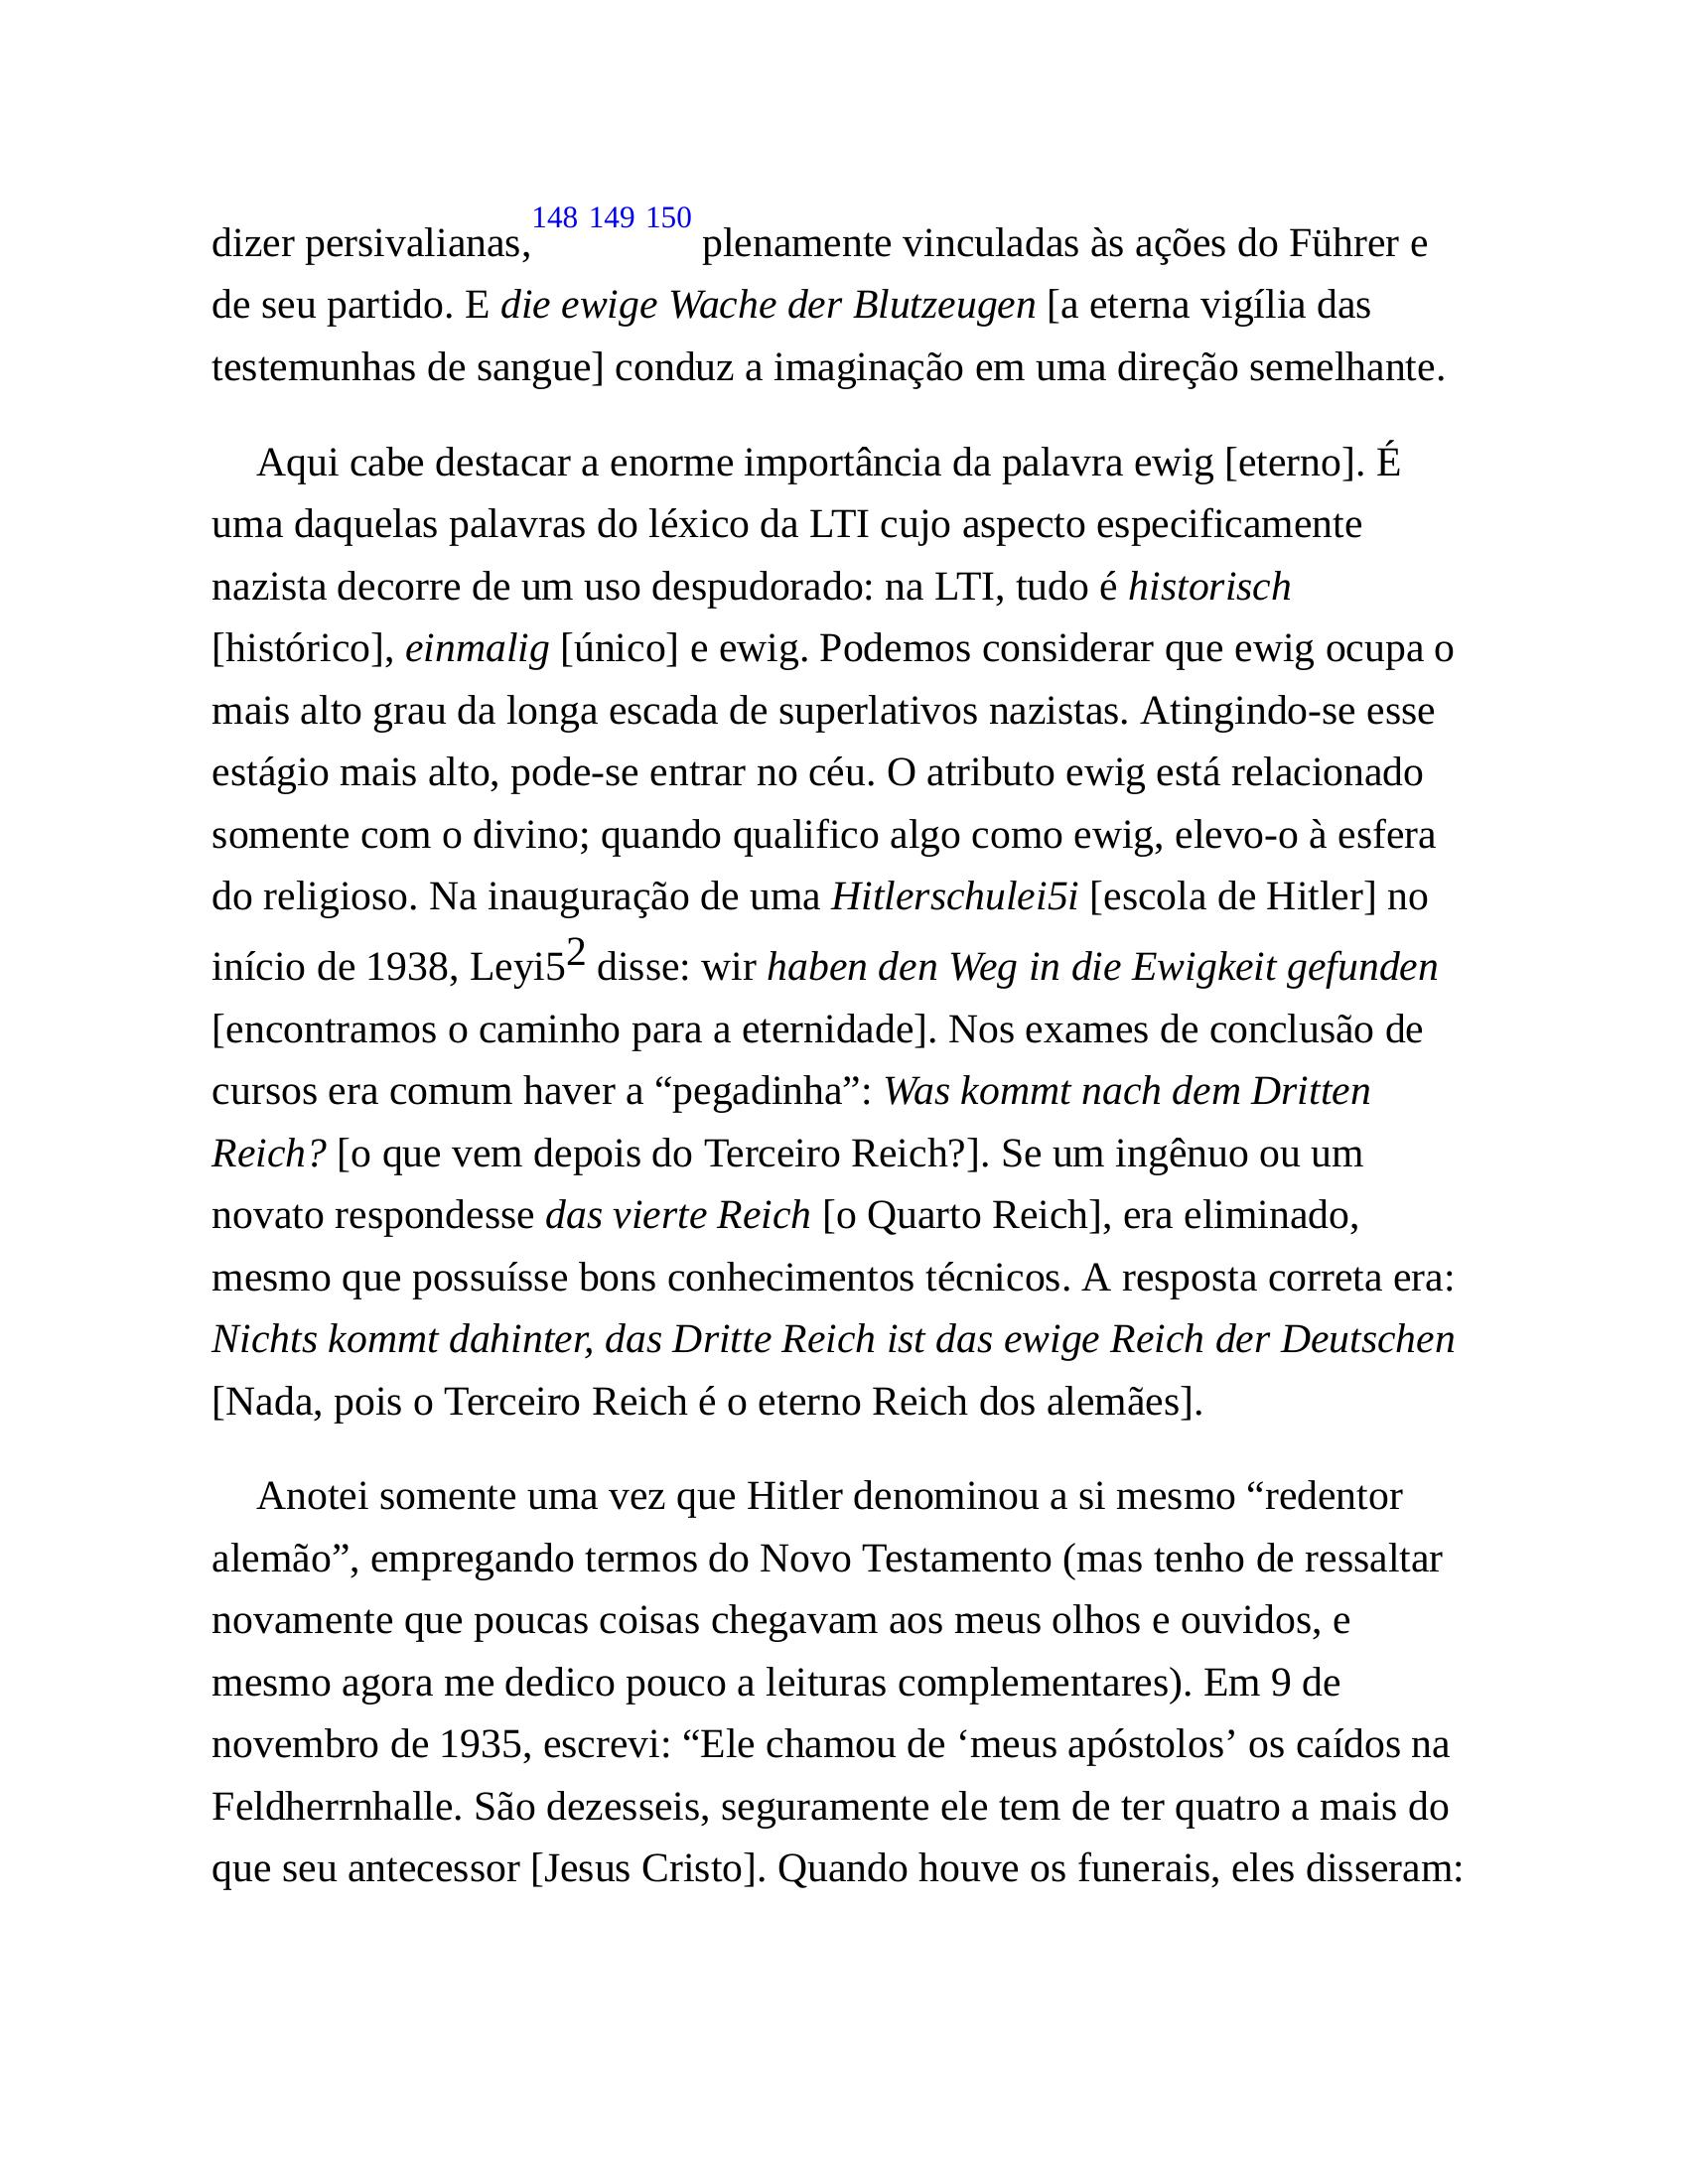 dizer persivalianas,148 149 150 plenamente vinculadas às ações do Führer e
de seu partido. E die ewige Wache der Blutzeugen [a eterna vigília das
testemunhas de sangue] conduz a imaginação em uma direção semelhante.
Aqui cabe destacar a enorme importância da palavra ewig [eterno]. É
uma daquelas palavras do léxico da LTI cujo aspecto especificamente
nazista decorre de um uso despudorado: na LTI, tudo é historisch
[histórico], einmalig [único] e ewig. Podemos considerar que ewig ocupa o
mais alto grau da longa escada de superlativos nazistas. Atingindo-se esse
estágio mais alto, pode-se entrar no céu. O atributo ewig está relacionado
somente com o divino; quando qualifico algo como ewig, elevo-o à esfera
do religioso. Na inauguração de uma Hitlerschulei5i [escola de Hitler] no
início de 1938, Leyi52 disse: wir haben den Weg in die Ewigkeit gefunden
[encontramos o caminho para a eternidade]. Nos exames de conclusão de
cursos era comum haver a “pegadinha”: Was kommt nach dem Dritten
Reich? [o que vem depois do Terceiro Reich?]. Se um ingênuo ou um
novato respondesse das vierte Reich [o Quarto Reich], era eliminado,
mesmo que possuísse bons conhecimentos técnicos. A resposta correta era:
Nichts kommt dahinter, das Dritte Reich ist das ewige Reich der Deutschen
[Nada, pois o Terceiro Reich é o eterno Reich dos alemães].
Anotei somente uma vez que Hitler denominou a si mesmo “redentor
alemão”, empregando termos do Novo Testamento (mas tenho de ressaltar
novamente que poucas coisas chegavam aos meus olhos e ouvidos, e
mesmo agora me dedico pouco a leituras complementares). Em 9 de
novembro de 1935, escrevi: “Ele chamou de ‘meus apóstolos’ os caídos na
Feldherrnhalle. São dezesseis, seguramente ele tem de ter quatro a mais do
que seu antecessor [Jesus Cristo]. Quando houve os funerais, eles disseram: